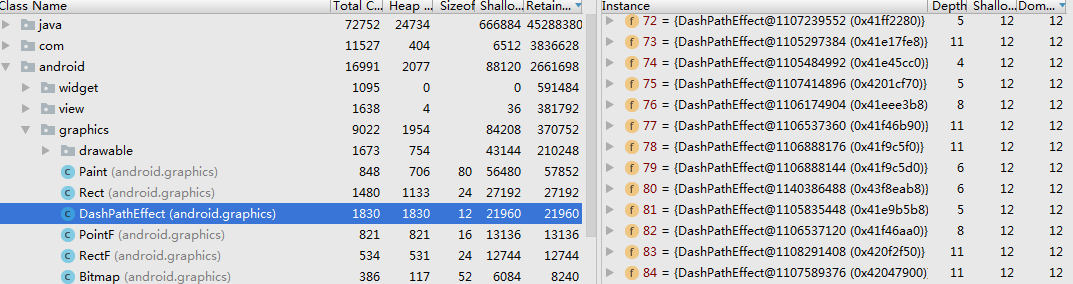 Class Name Total C... Heap ... Sizeof Shallo... Retain...
java 72752 24734 666884 45288380
com 11527 404 6512 3836628
android 16991 2077 88120 2661698
widget 1095 0 0 591484
view 1638 4 36 381792
graphics 9022 1954 84208 370752
drawable 1673 754 43144 210248
Paint (android.graphics) 848 706 80 56480 57852
Rect (android.graphics) 1480 1133 24 27192 27192
DashPathEffect (android.graphics) 1830 1830 12 21960 21960
PointF (android.graphics) 821 821 16 13136 13136
RectF (android.graphics) 534 531 24 12744 12744
Bitmap (android.graphics) 386 117 52 6084 8240
Instance Depth Shallo... Dom...
72 = {DashPathEffect@1107239552 (0x41ff2280)} 5 12 12
73 = {DashPathEffect@1105297384 (0x41e17fe8)} 11 12 12
74 = {DashPathEffect@1105484992 (0x41e45cc0)} 4 12 12
75 = {DashPathEffect@1107414896 (0x4201cf70)} 5 12 12
76 = {DashPathEffect@1106174904 (0x41eee3b8)} 8 12 12
77 = {DashPathEffect@1106537360 (0x41f46b90)} 11 12 12
78 = {DashPathEffect@1106888176 (0x41f9c5f0)} 11 12 12
79 = {DashPathEffect@1106888144 (0x41f9c5d0)} 6 12 12
80 = {DashPathEffect@1140386488 (0x43f8eab8)} 6 12 12
81 = {DashPathEffect@1105835448 (0x41e9b5b8)} 5 12 12
82 = {DashPathEffect@1106537120 (0x41f46aa0)} 8 12 12
83 = {DashPathEffect@1108291408 (0x420f2f50)} 11 12 12
84 = {DashPathEffect@1107589376 (0x42047900)} 11 12 12